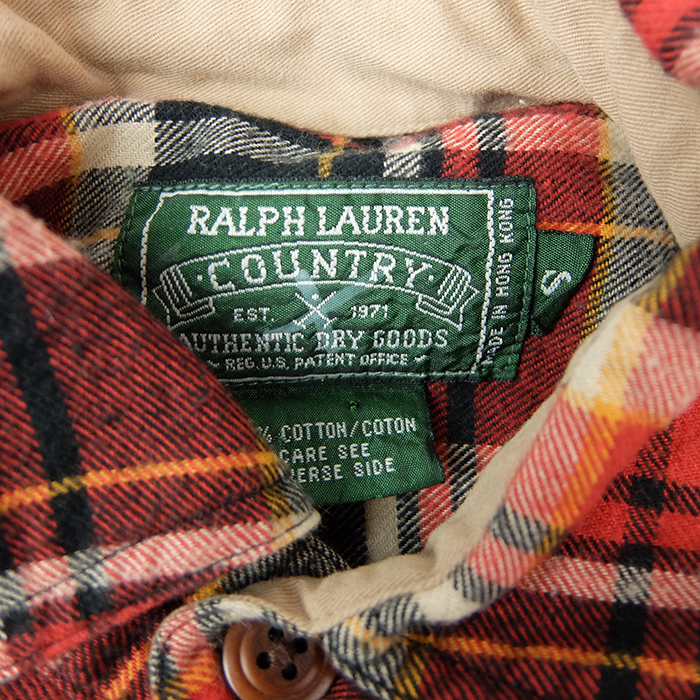 RALPH LAUREN
COUNTRY
EST. 1971
AUTHENTIC DRY GOODS
REG. U.S. PATENT OFFICE
MADE IN HONG KONG
S
% COTTON/COTON
CARE SEE
SIDE